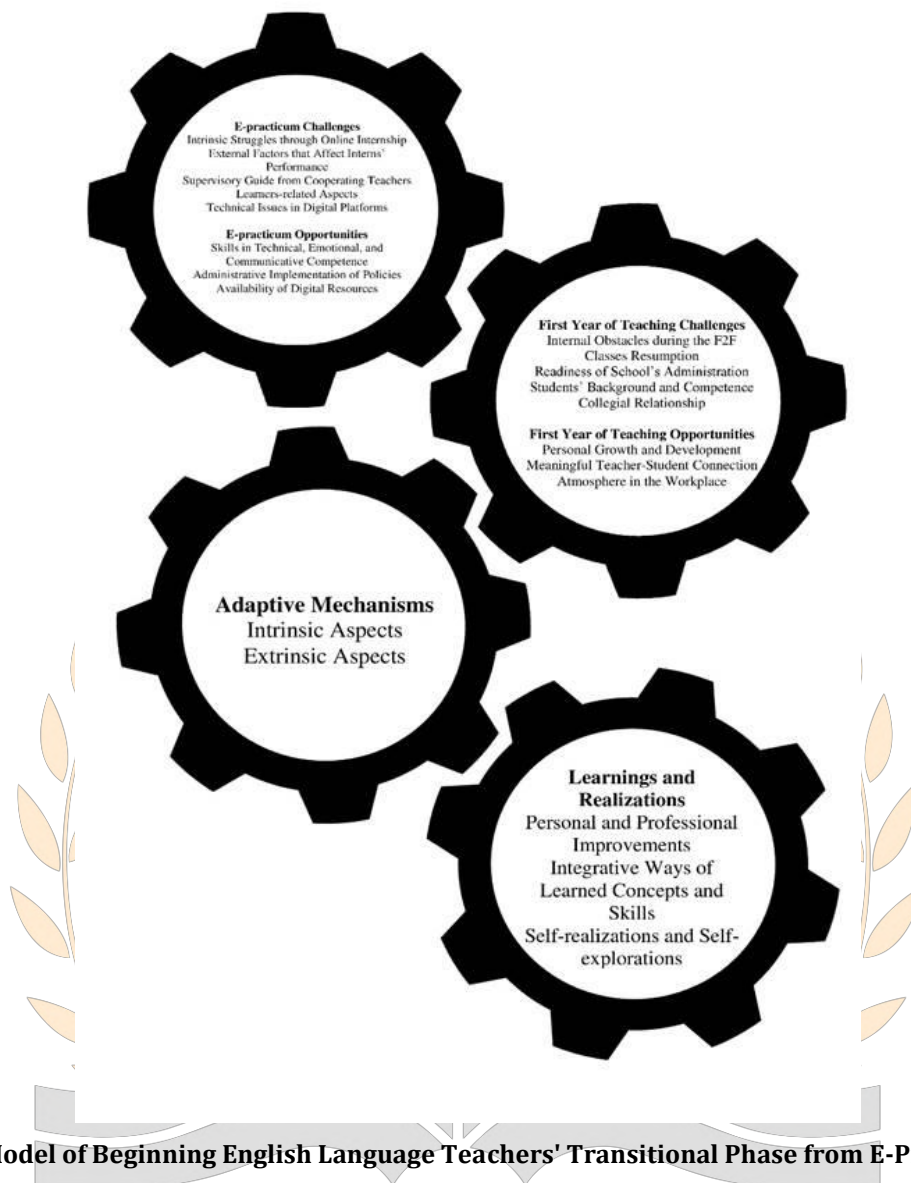 E-practicum Challenges
Intrinsic Struggles through Online Internship
External Factors that Affect Interns'
Performance
Supervisory Guide from Cooperating Teachers
Learners-related Aspects
Technical Issues in Digital Platforms
E-practicum Opportunities
Skills in Technical, Emotional, and
Communicative Competence
Administrative Implementation of Policies
Availability of Digital Resources
First Year of Teaching Challenges
Internal Obstacles during the F2F
Classes Resumption
Readiness of School's Administration
Students' Background and Competence
Collegial Relationship
First Year of Teaching Opportunities
Personal Growth and Development
Meaningful Teacher-Student Connection
Atmosphere in the Workplace
Adaptive Mechanisms
Intrinsic Aspects
Extrinsic Aspects
Learnings and
Realizations
Personal and Professional
Improvements
Integrative Ways of
Learned Concepts and
Skills
Self-realizations and Self-
explorations
of Beginning English Language Teachers' Transitional Phase from